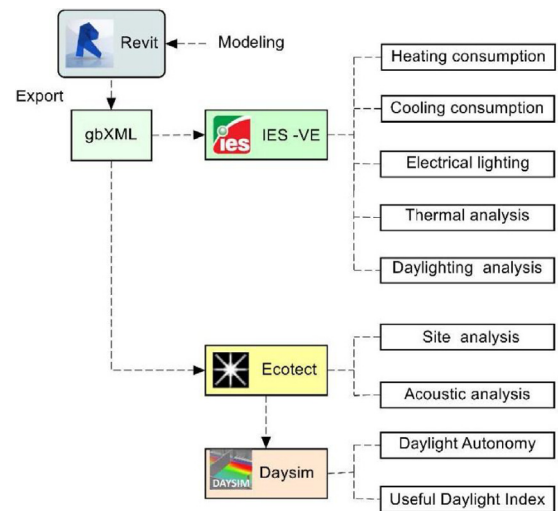 Revit
Modeling
Export
gbXML
ies
IES -VE
Heating consumption
Cooling consumption
Electrical lighting
Thermal analysis
Daylighting analysis
Ecotect
Site analysis
Acoustic analysis
DAYSIM
Daysim
Daylight Autonomy
Useful Daylight Index